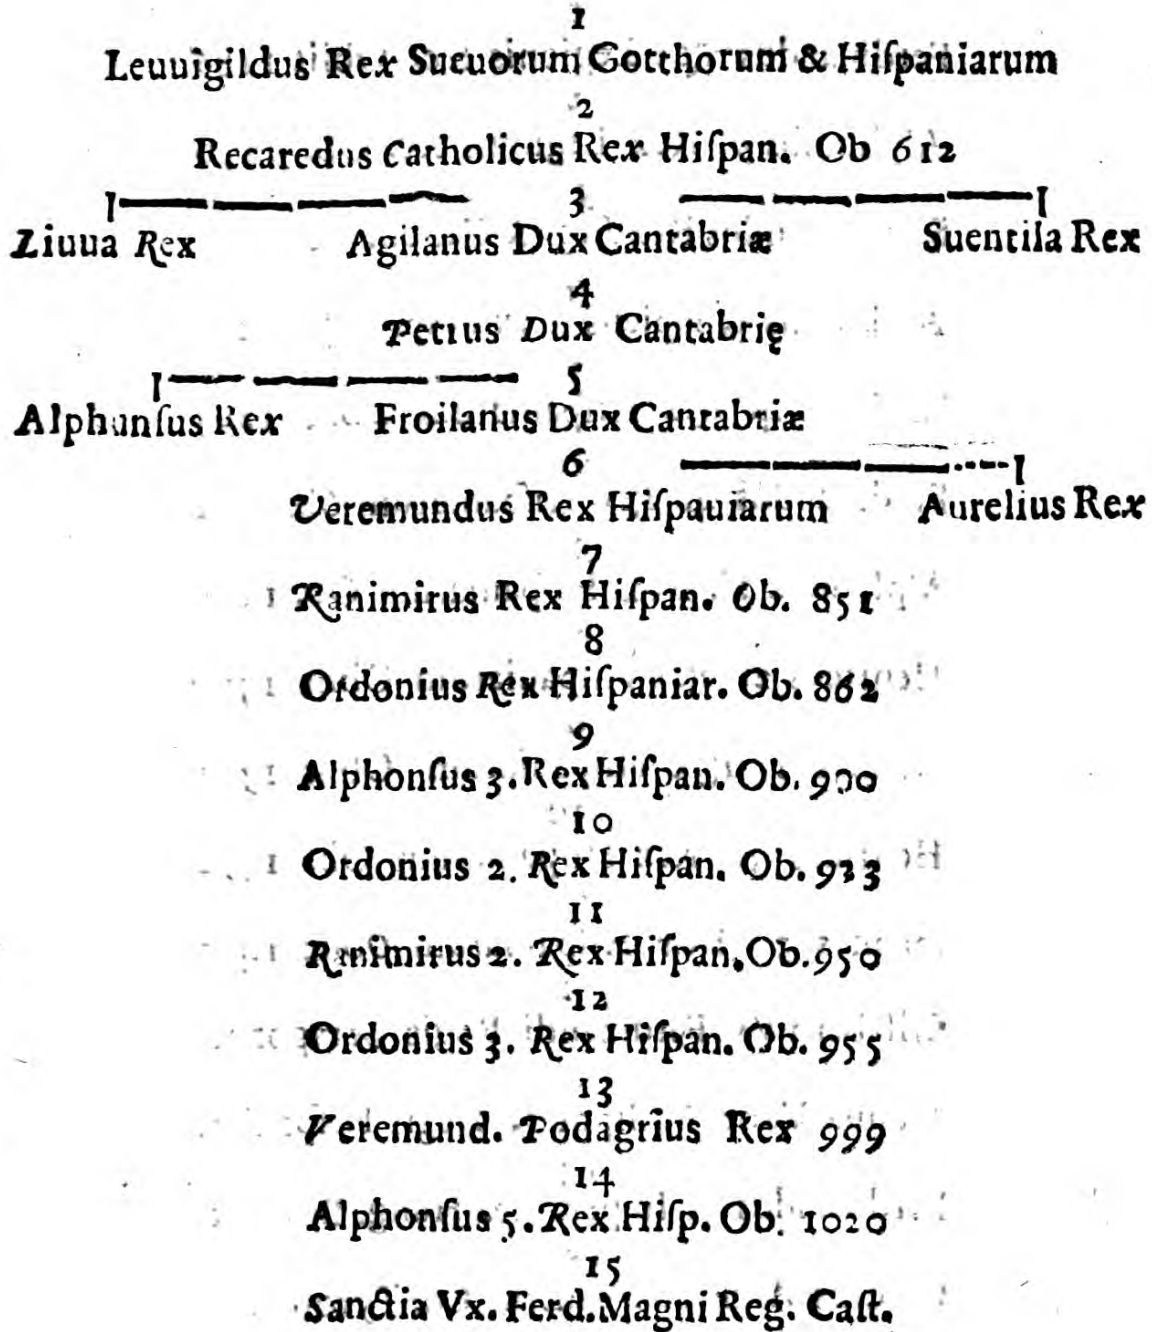 1
Leuuigildus Rex Sueuorum Gotthorum & Hiſpaniarum
2
Recaredus Catholicus Rex Hiſpan. Ob 612
3
Liuua Rex Agilanus Dux Cantabriæ Suentila Rex
4
Petrus Dux Cantabrię
5
Alphunſus Rex Froilanus Dux Cantabriæ
6
Veremundus Rex Hiſpauiarum Aurelius Rex
7
Ranimirus Rex Hiſpan. Ob. 851
8
Ordonius Rex Hiſpaniar. Ob. 862
9
Alphonſus 3. Rex Hiſpan. Ob. 900
10
Ordonius 2. Rex Hiſpan. Ob. 923
11
Ranimirus 2. Rex Hiſpan. Ob. 950
12
Ordonius 3. Rex Hiſpan. Ob. 955
13
Veremund. Podagrius Rex 999
14
Alphonſus 5. Rex Hiſp. Ob. 1020
15
Sanctia Vx. Ferd. Magni Reg. Caſt.